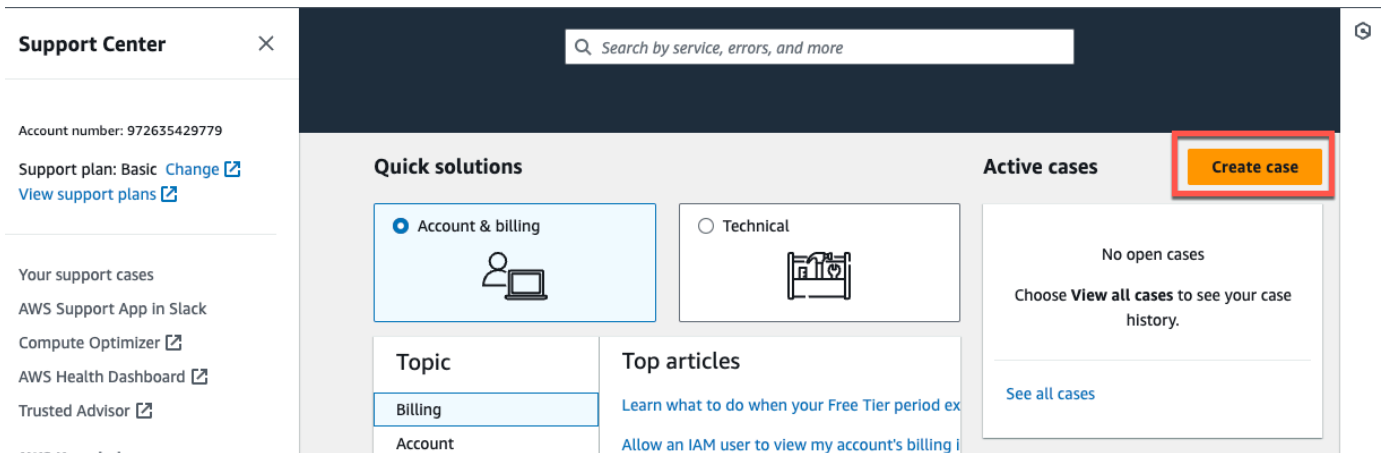 Support Center
Search by service, errors, and more
Account number: 972635429779
Support plan: Basic Change
View support plans
Your support cases
AWS Support App in Slack
Compute Optimizer
AWS Health Dashboard
Trusted Advisor
Quick solutions
Account & billing
Technical
Topic
Billing
Account
Top articles
Learn what to do when your Free Tier period ex
Allow an IAM user to view my account's billing i
Active cases
Create case
No open cases
Choose View all cases to see your case
history.
See all cases